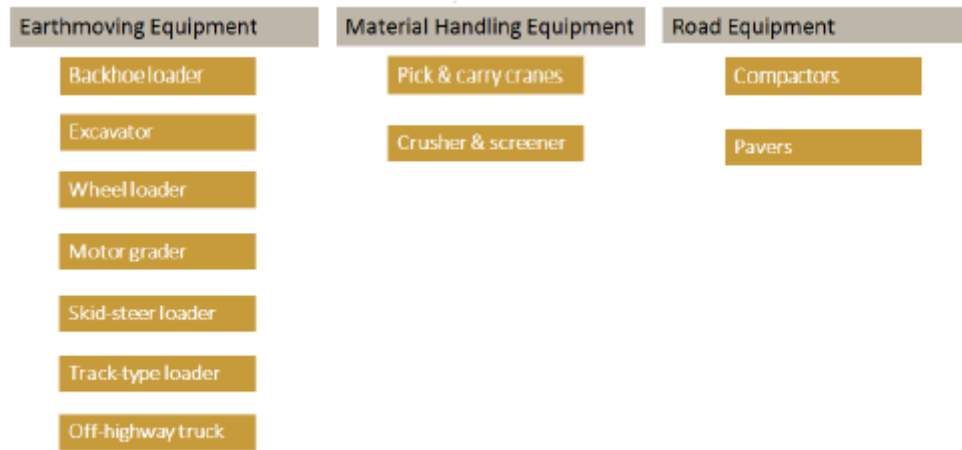 Earthmoving Equipment
Backhoe loader
Excavator
Wheel loader
Motor grader
Skid-steer loader
Track-type loader
Off-highway truck
Material Handling Equipment
Pick & carry cranes
Crusher & screener
Road Equipment
Compactors
Pavers